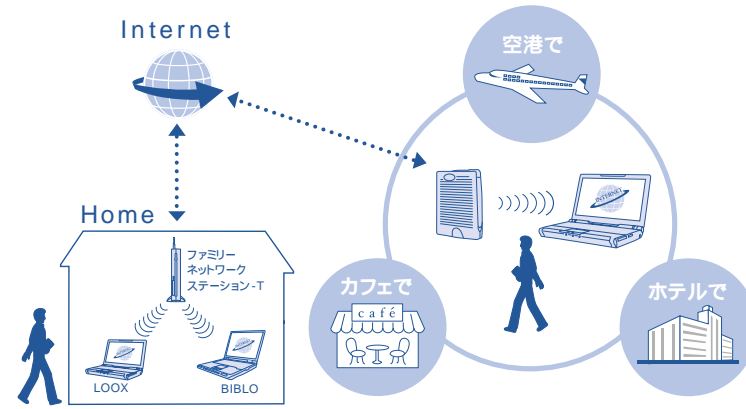 Internet
空港で
INTERNET
Home
ファミリー
ネットワーク
ステーション-T
カフェで
café
ホテルで
LOOX
BIBLO